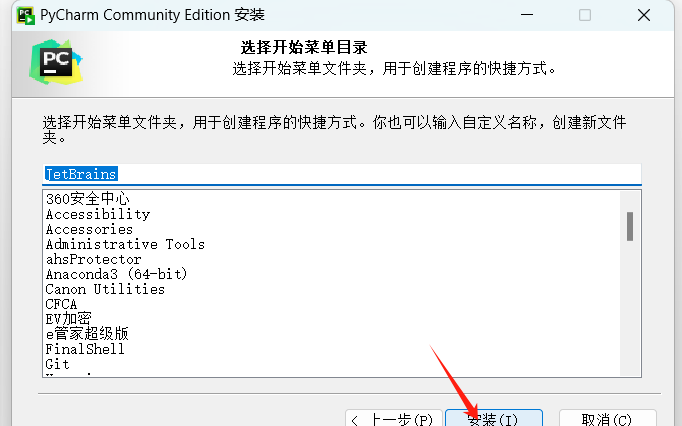 PyCharm Community Edition 安装
PC
选择开始菜单目录
选择开始菜单文件夹，用于创建程序的快捷方式。
选择开始菜单文件夹，用于创建程序的快捷方式。你也可以输入自定义名称，创建新文件
夹。
JetBrains
360安全中心
Accessibility
Accessories
Administrative Tools
ahsProtector
Anaconda3 (64-bit)
Canon Utilities
CFCA
EV加密
e管家超级版
FinalShell
Git
< 上一步(P)
安装(I)
取消(C)